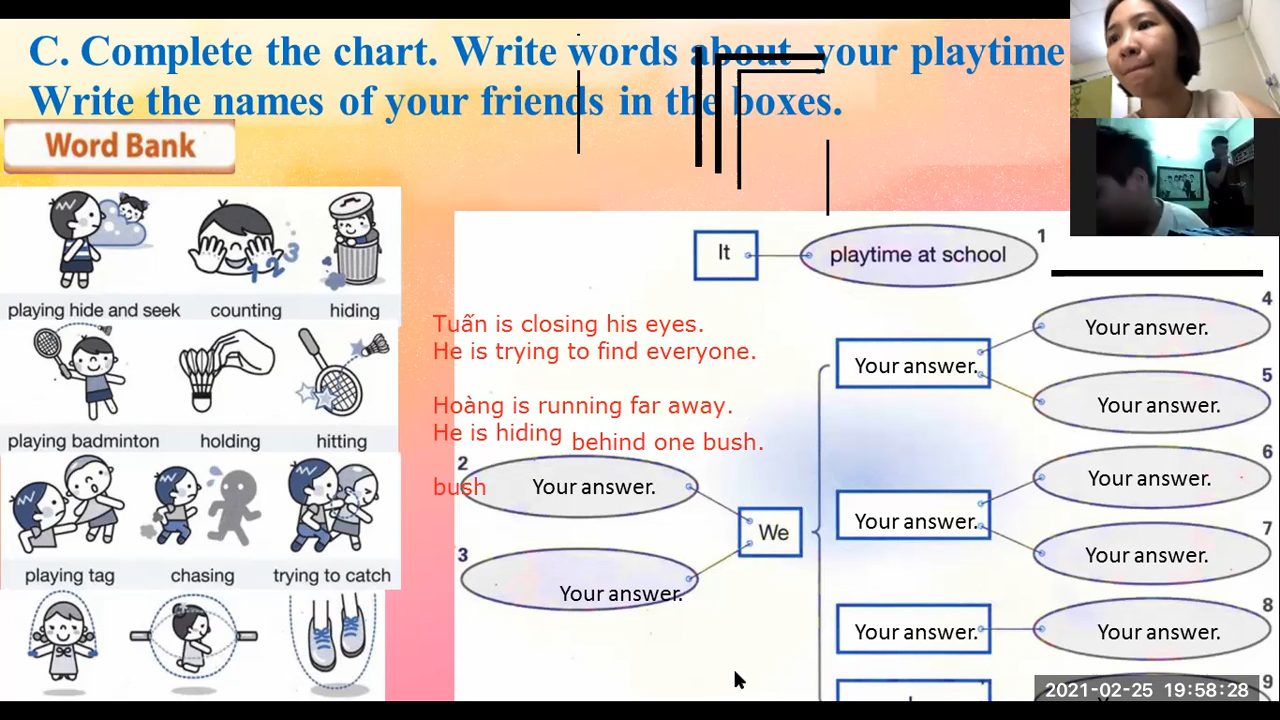 C. Complete the chart. Write words about your playtime
Write the names of your friends in the boxes.
Word Bank
1 2 3
playing hide and seek counting hiding
playing badminton holding hitting
playing tag chasing trying to catch
It playtime at school 1
Tuấn is closing his eyes.
He is trying to find everyone.
Hoàng is running far away.
He is hiding behind one bush.
bush
2 Your answer.
3 Your answer.
We
Your answer.
4 Your answer.
5 Your answer.
Your answer.
6 Your answer.
7 Your answer.
Your answer.
8 Your answer.
9
2021-02-25 19:58:28